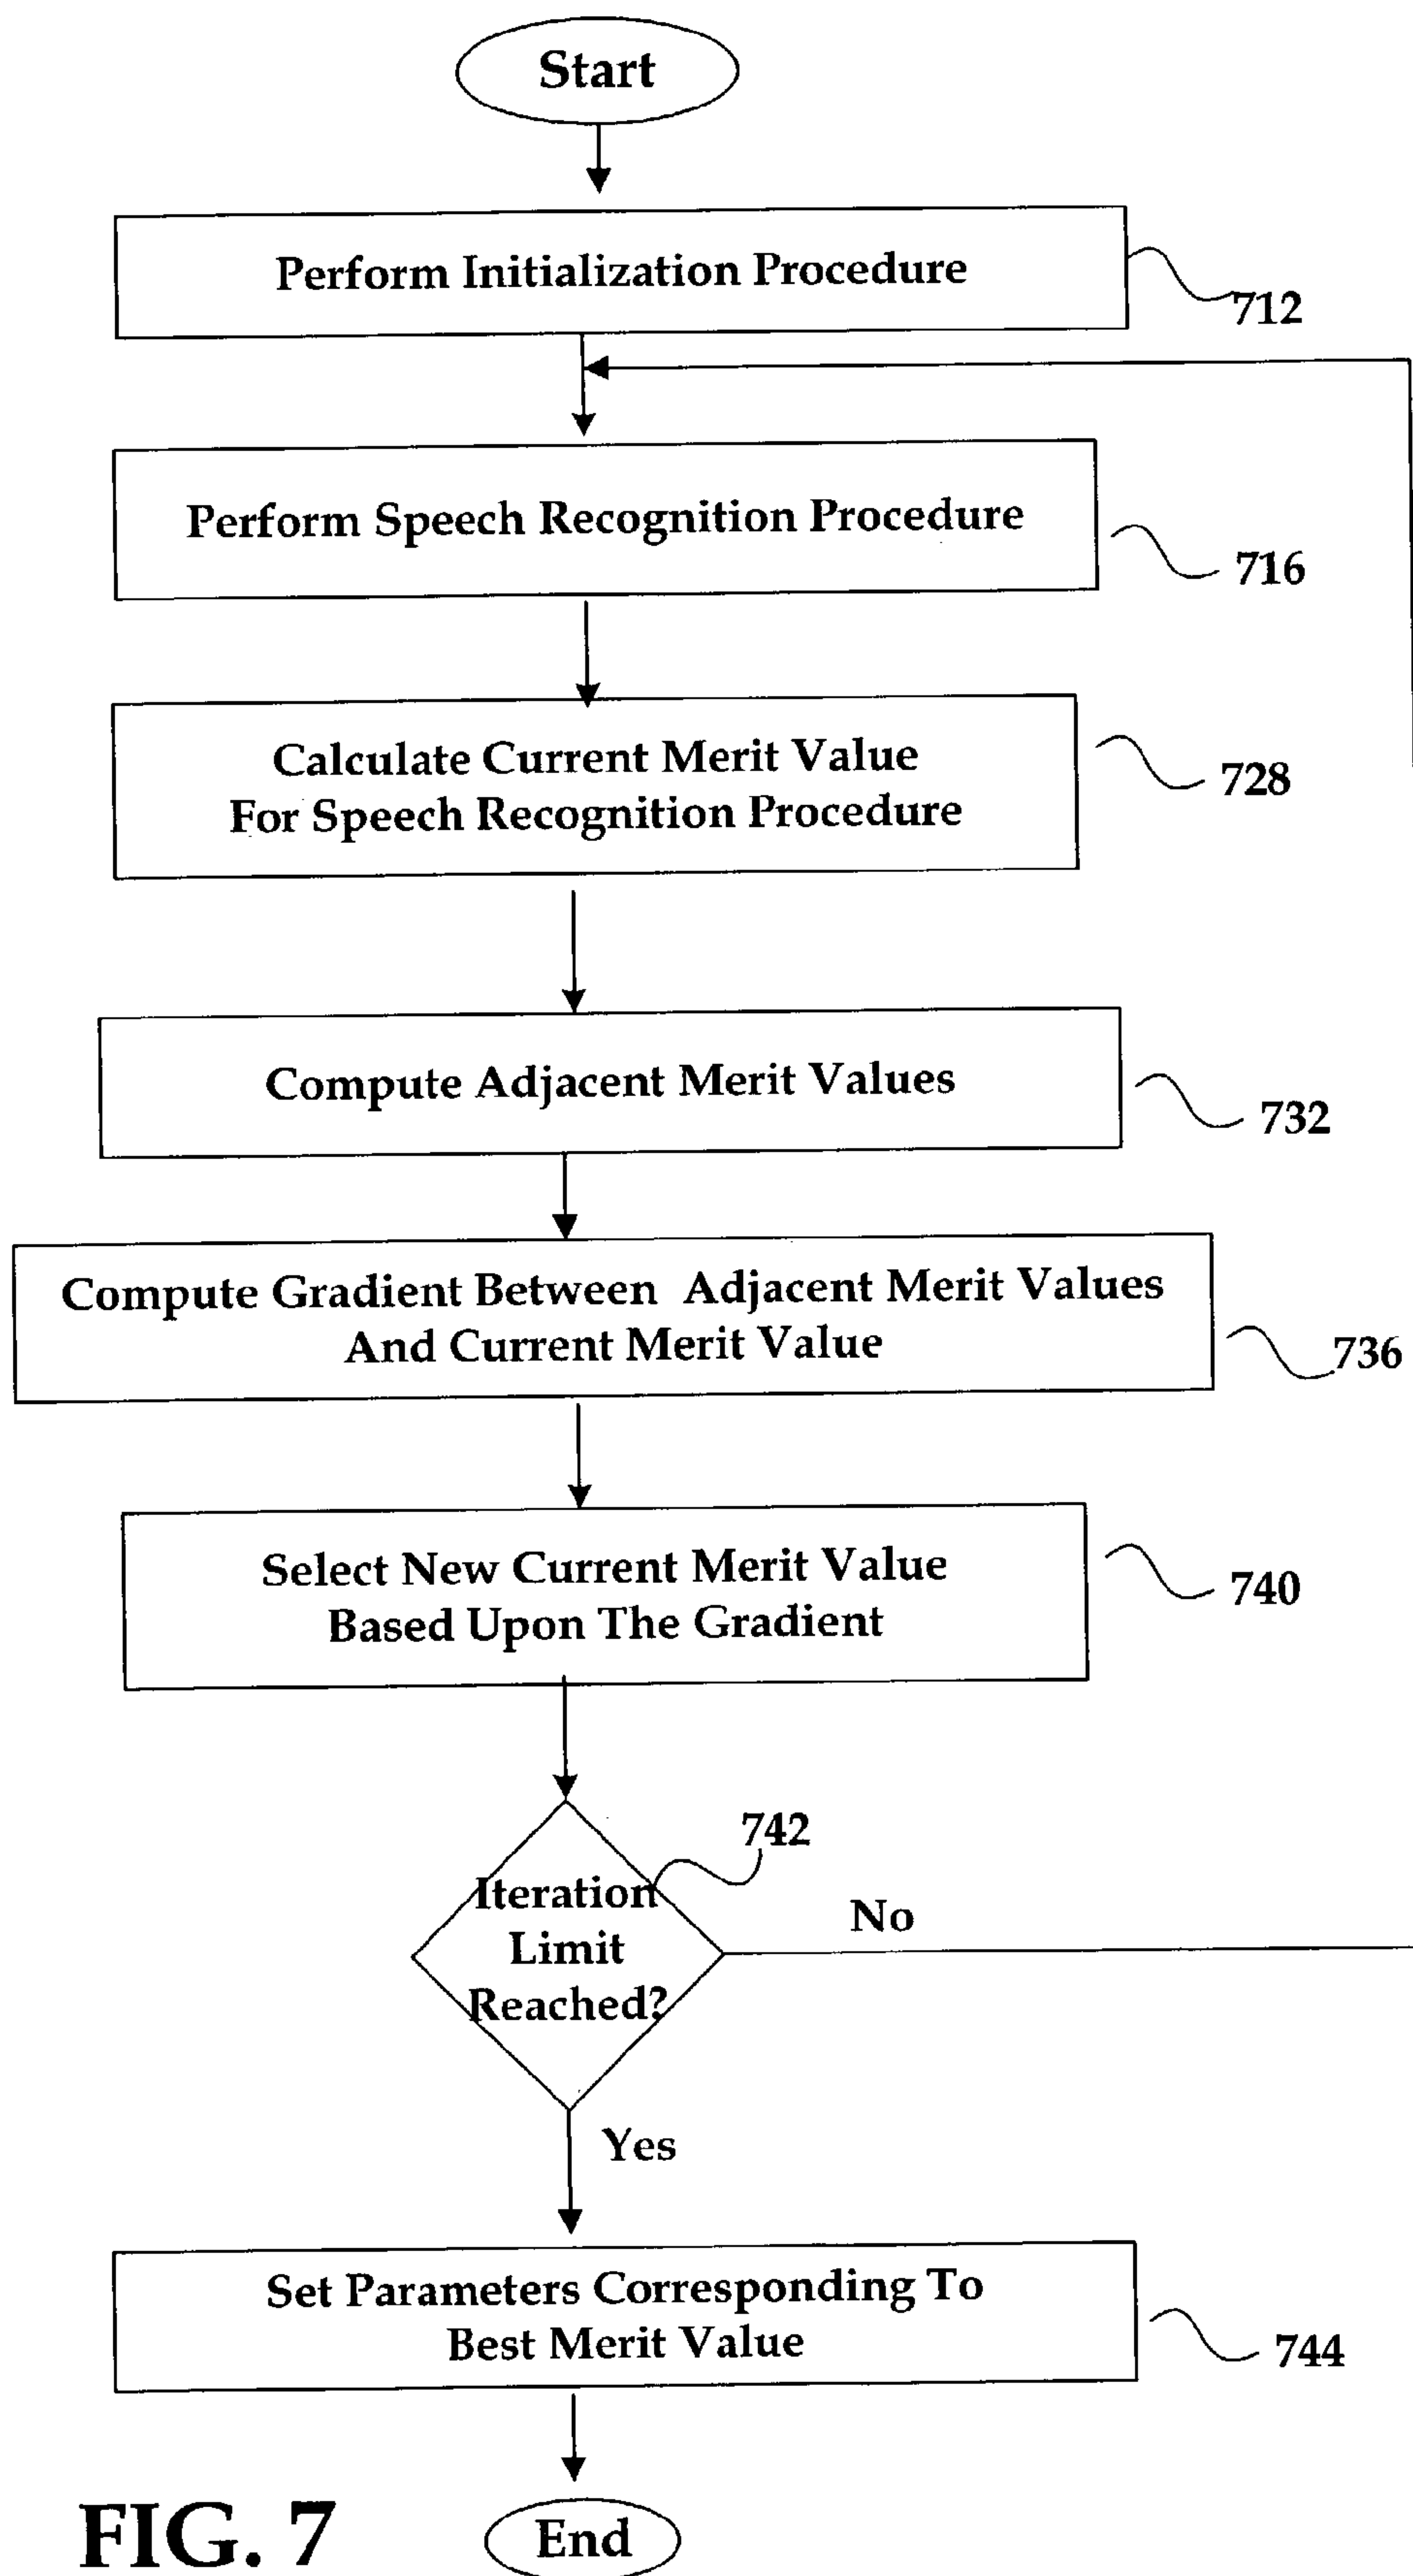 Start
Perform Initialization Procedure
712
Perform Speech Recognition Procedure
716
Calculate Current Merit Value
For Speech Recognition Procedure
728
Compute Adjacent Merit Values
732
Compute Gradient Between Adjacent Merit Values
And Current Merit Value
736
Select New Current Merit Value
Based Upon The Gradient
740
742
Iteration
Limit
Reached?
No
Yes
Set Parameters Corresponding To
Best Merit Value
744
FIG. 7
End